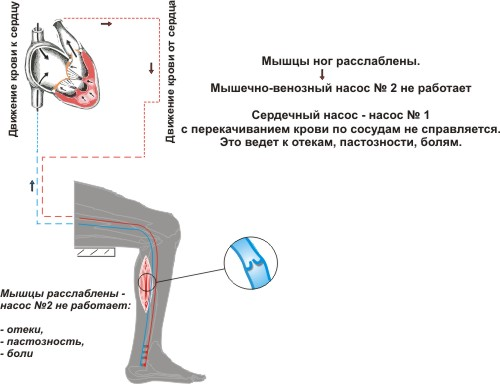 Движение крови к сердцу
Движение крови от сердца
Мышцы ног расслаблены.
Мышечно-венозный насос № 2 не работает
Сердечный насос - насос № 1
с перекачиванием крови по сосудам не справляется.
Это ведет к отекам, пастозности, болям.
Мышцы расслаблены -
насос №2 не работает:
- отеки,
- пастозность,
- боли